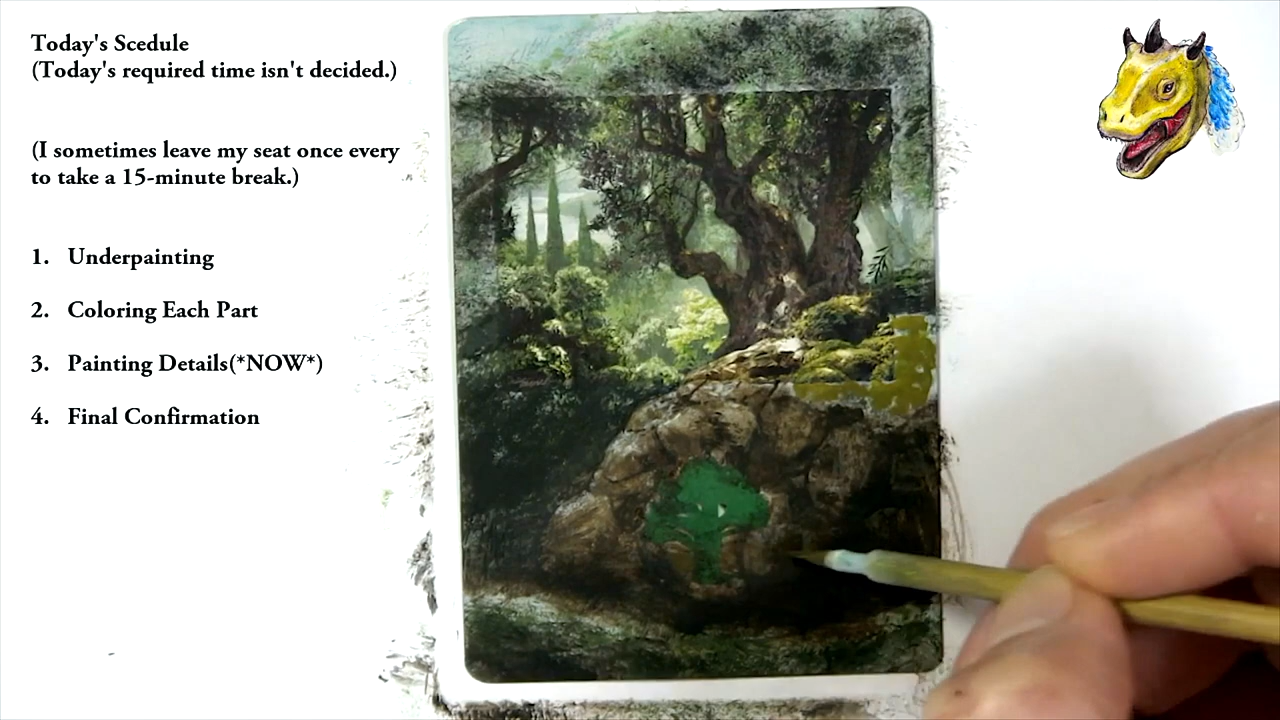 Today's Scedule
(Today's required time isn't decided.)
(I sometimes leave my seat once every
to take a 15-minute break.)
1. Underpainting
2. Coloring Each Part
3. Painting Details(*NOW*)
4. Final Confirmation